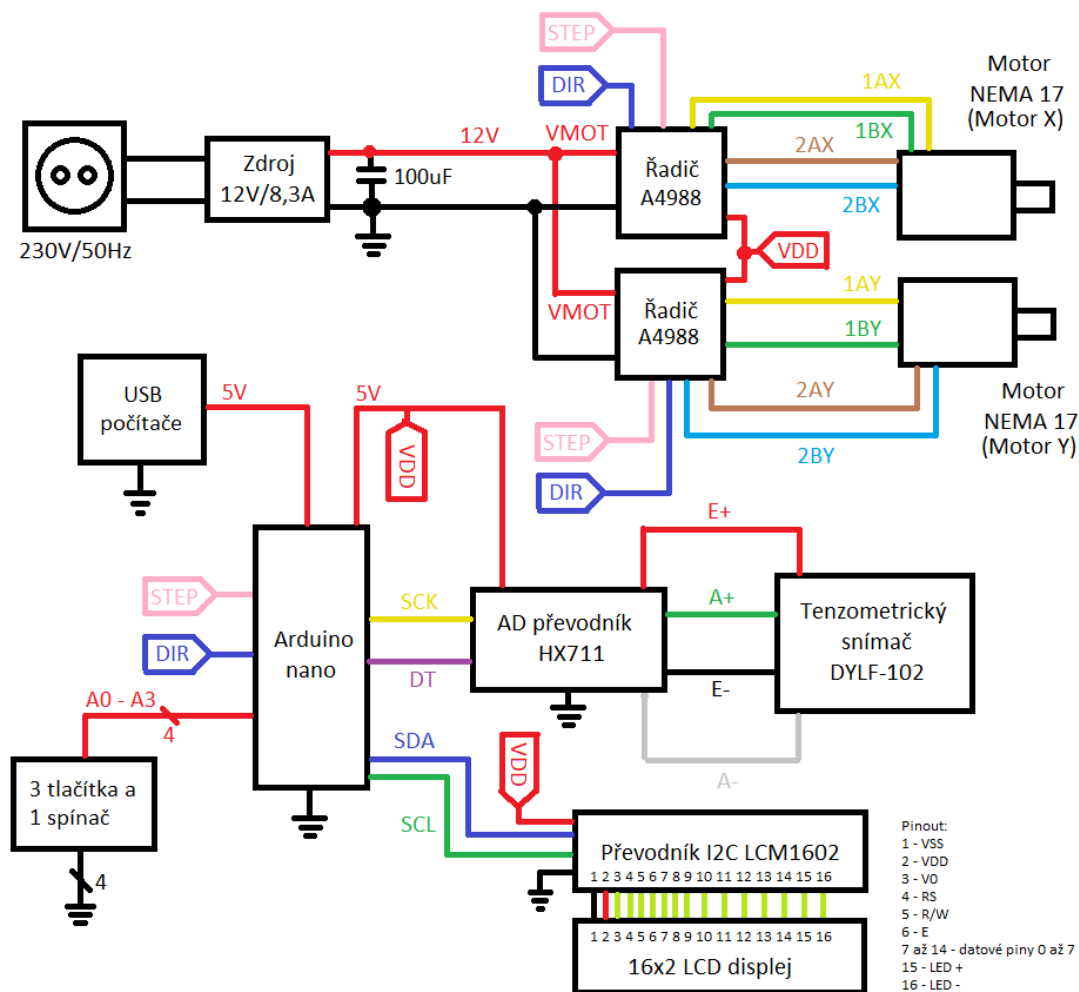 STEP
DIR
1AX
1BX
Motor
NEMA 17
(Motor X)
12V
VMOT
2AX
Zdroj
12V/8,3A
100uF
Řadič
A4988
2BX
230V/50Hz
VDD
VMOT
Řadič
A4988
1AY
1BY
2AY
2BY
Motor
NEMA 17
(Motor Y)
STEP
DIR
USB
počítače
5V
5V
VDD
E+
STEP
DIR
Arduino
nano
SCK
DT
AD převodník
HX711
A+
E-
A-
Tenzometrický
snímač
DYLF-102
A0 - A3
4
3 tlačítka a
1 spínač
4
SDA
SCL
VDD
Převodník I2C LCM1602
1 2 3 4 5 6 7 8 9 10 11 12 13 14 15 16
1 2 3 4 5 6 7 8 9 10 11 12 13 14 15 16
16x2 LCD displej
Pinout:
1 - VSS
2 - VDD
3 - V0
4 - RS
5 - R/W
6 - E
7 až 14 - datové piny 0 až 7
15 - LED +
16 - LED -